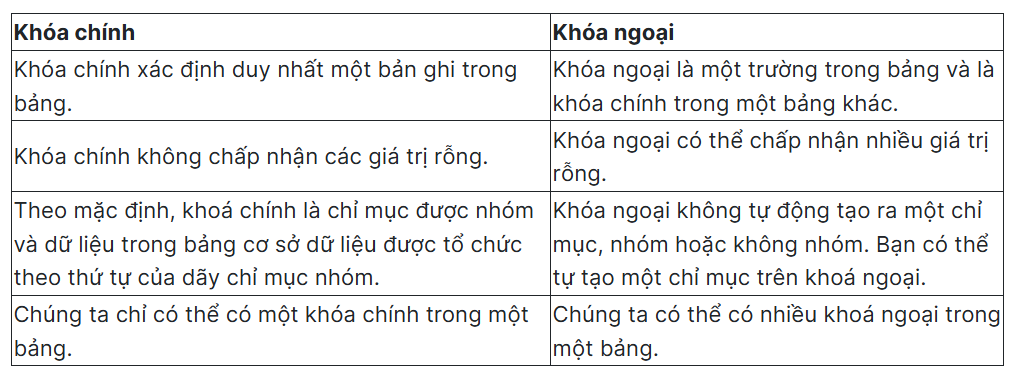 Khóa chính
Khóa ngoại
Khóa chính xác định duy nhất một bản ghi trong
bảng.
Khóa ngoại là một trường trong bảng và là
khóa chính trong một bảng khác.
Khóa chính không chấp nhận các giá trị rỗng.
Khóa ngoại có thể chấp nhận nhiều giá trị
rỗng.
Theo mặc định, khoá chính là chỉ mục được nhóm
và dữ liệu trong bảng cơ sở dữ liệu được tổ chức
theo thứ tự của dãy chỉ mục nhóm.
Khóa ngoại không tự động tạo ra một chỉ
mục, nhóm hoặc không nhóm. Bạn có thể
tự tạo một chỉ mục trên khoá ngoại.
Chúng ta chỉ có thể có một khóa chính trong một
bảng.
Chúng ta có thể có nhiều khoá ngoại trong
một bảng.